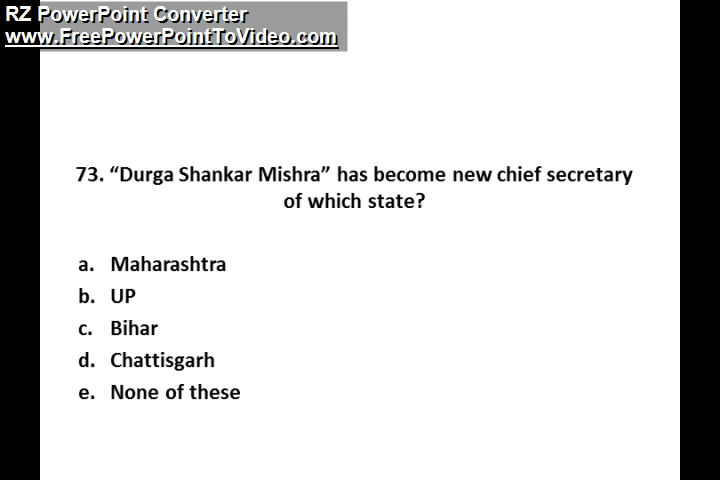 RZ PowerPoint Converter
www.FreePowerPointToVideo.com
73. “Durga Shankar Mishra” has become new chief secretary
of which state?
a. Maharashtra
b. UP
c. Bihar
d. Chattisgarh
e. None of these